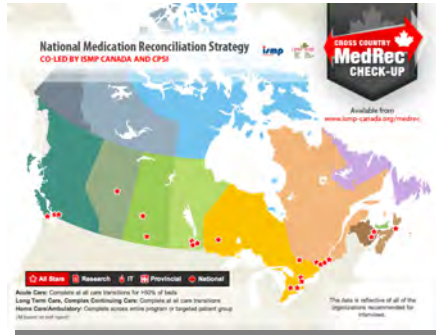 National Medication Reconciliation Strategy
CO-LED BY ISMP CANADA AND CPSI
ismp
CROSS COUNTRY
MedRec
CHECK-UP
Available from
www.ismp-canada.org/medrec
All Stars
Research
IT
Provincial
National
Acute Care: Complete at all care transitions for >50% of beds
Long Term Care, Complex Continuing Care: Complete at all care transitions
Home Care/Ambulatory: Complete across entire program or targeted patient group
The data is reflective of all of the
organizations recommended for
interviews.